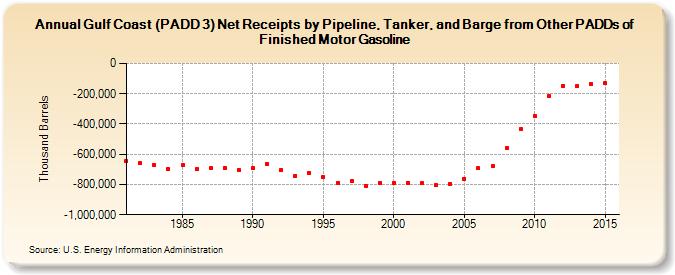 Annual Gulf Coast (PADD 3) Net Receipts by Pipeline, Tanker, and Barge from Other PADDs of
Finished Motor Gasoline
Thousand Barrels
0
-200,000
-400,000
-600,000
-800,000
-1,000,000
1985 1990 1995 2000 2005 2010 2015
Source: U.S. Energy Information Administration